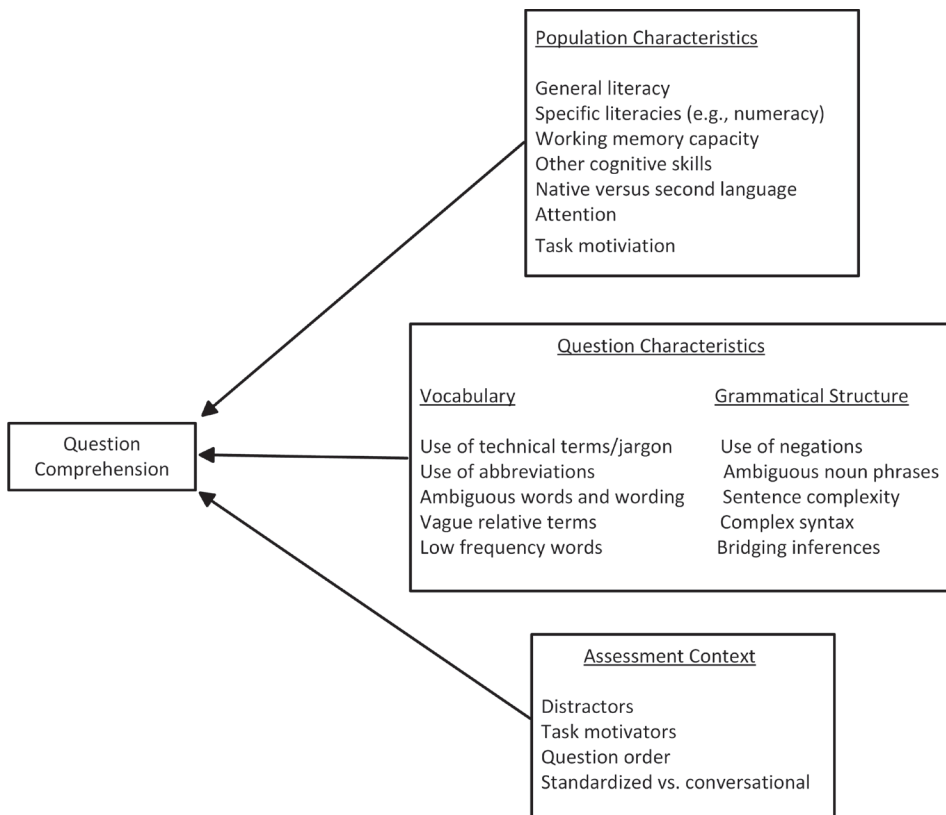 Population Characteristics
General literacy
Specific literacies (e.g., numeracy)
Working memory capacity
Other cognitive skills
Native versus second language
Attention
Task motiviation
Question Characteristics
Vocabulary
Use of technical terms/jargon
Use of abbreviations
Ambiguous words and wording
Vague relative terms
Low frequency words
Grammatical Structure
Use of negations
Ambiguous noun phrases
Sentence complexity
Complex syntax
Bridging inferences
Question
Comprehension
Assessment Context
Distractors
Task motivators
Question order
Standardized vs. conversational